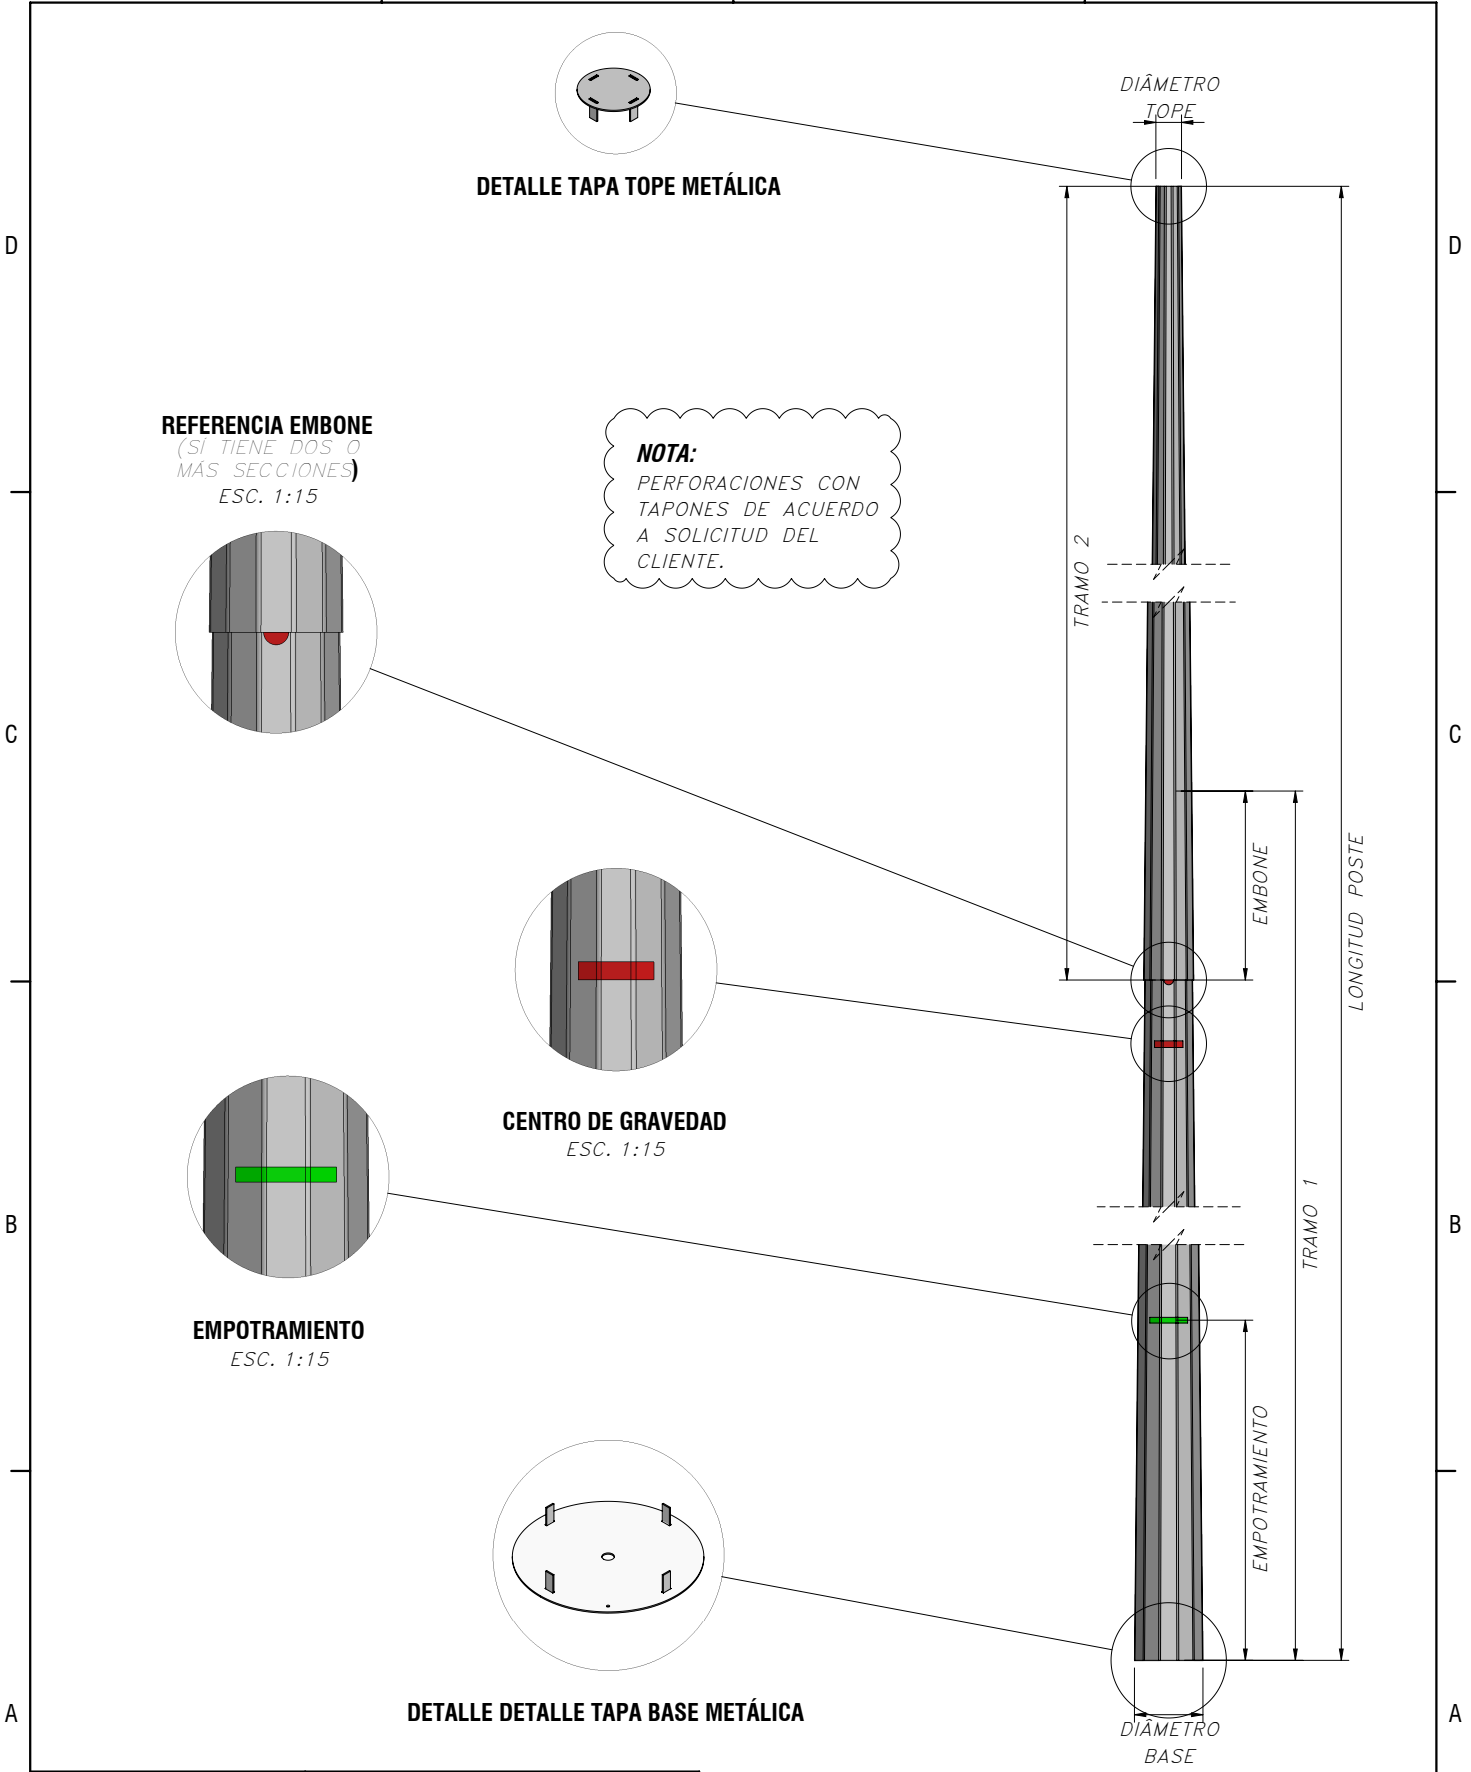 DIÂMETRO
TOPE
DETALLE TAPA TOPE METÁLICA
D
D
REFERENCIA EMBONE
(SÍ TIENE DOS O
MÁS SECCIONES)
ESC. 1:15
NOTA:
PERFORACIONES CON
TAPONES DE ACUERDO
A SOLICITUD DEL
CLIENTE.
TRAMO 2
C
C
EMBONE
LONGITUD POSTE
CENTRO DE GRAVEDAD
ESC. 1:15
TRAMO 1
B
B
EMPOTRAMIENTO
ESC. 1:15
EMPOTRAMIENTO
DETALLE DETALLE TAPA BASE METÁLICA
A
A
DIÂMETRO
BASE